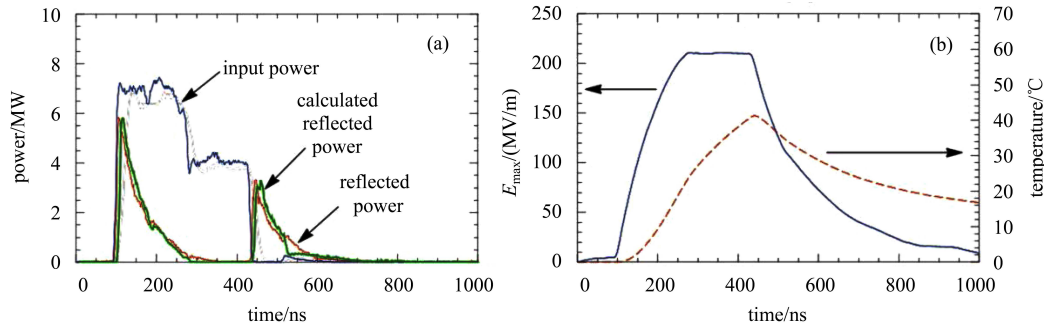 10
8
6
4
2
0
power/MW
(a)
input power
calculated
reflected
power
reflected
power
0
200
400
600
800
1000
time/ns
250
200
150
100
50
0
Emax/(MV/m)
(b)
70
60
50
40
30
20
10
0
temperature/℃
0
200
400
600
800
1000
time/ns